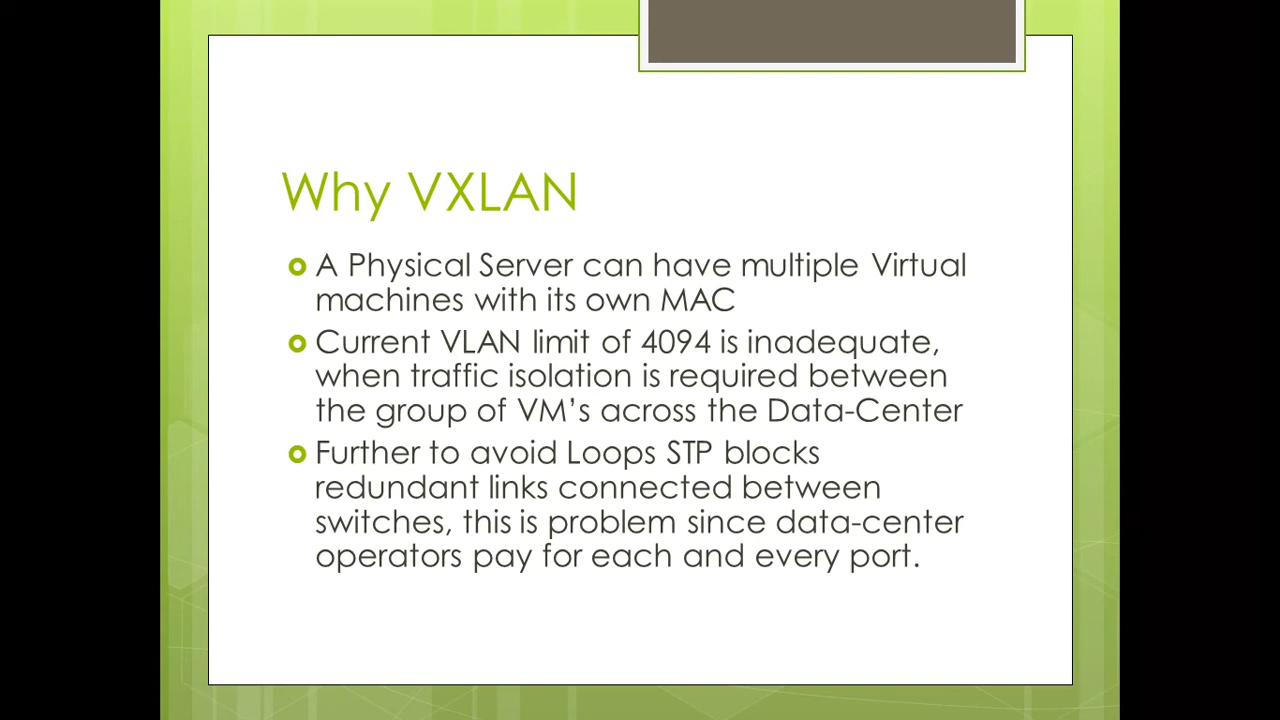 Why VXLAN
A Physical Server can have multiple Virtual
machines with its own MAC
Current VLAN limit of 4094 is inadequate,
when traffic isolation is required between
the group of VM’s across the Data-Center
Further to avoid Loops STP blocks
redundant links connected between
switches, this is problem since data-center
operators pay for each and every port.